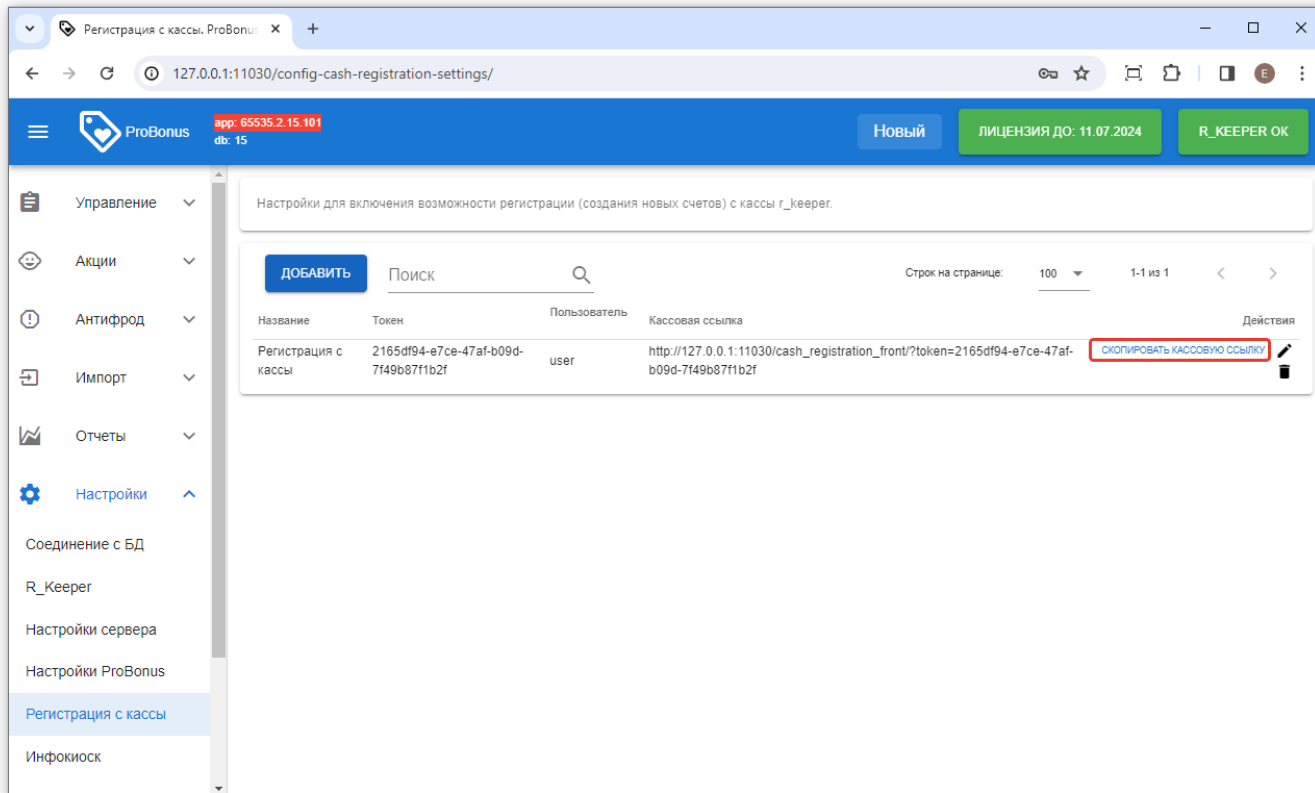 Регистрация с кассы. ProBonus
127.0.0.1:11030/config-cash-registration-settings/
E
ProBonus
app: 65535.2.15.101
db: 15
Новый
ЛИЦЕНЗИЯ ДО: 11.07.2024
R_KEEPER OK
Управление
Акции
Антифрод
Импорт
Отчеты
Настройки
Соединение с БД
R_Keeper
Настройки сервера
Настройки ProBonus
Регистрация с кассы
Инфокиоск
Настройки для включения возможности регистрации (создания новых счетов) с кассы r_keeper.
ДОБАВИТЬ
Поиск
Строк на странице:
100
1-1 из 1
Название
Токен
Пользователь
Кассовая ссылка
Действия
Регистрация с
кассы
2165df94-e7ce-47af-b09d-
7f49b87f1b2f
user
http://127.0.0.1:11030/cash_registration_front/?token=2165df94-e7ce-47af-
b09d-7f49b87f1b2f
СКОПИРОВАТЬ КАССОВУЮ ССЫЛКУ